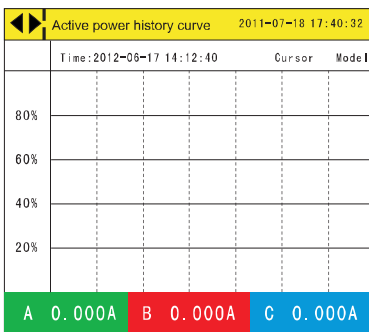 Active power history curve 2011-07-18 17:40:32
Time:2012-06-17 14:12:40 Cursor Model
80%
60%
40%
20%
A 0.000A B 0.000A C 0.000A